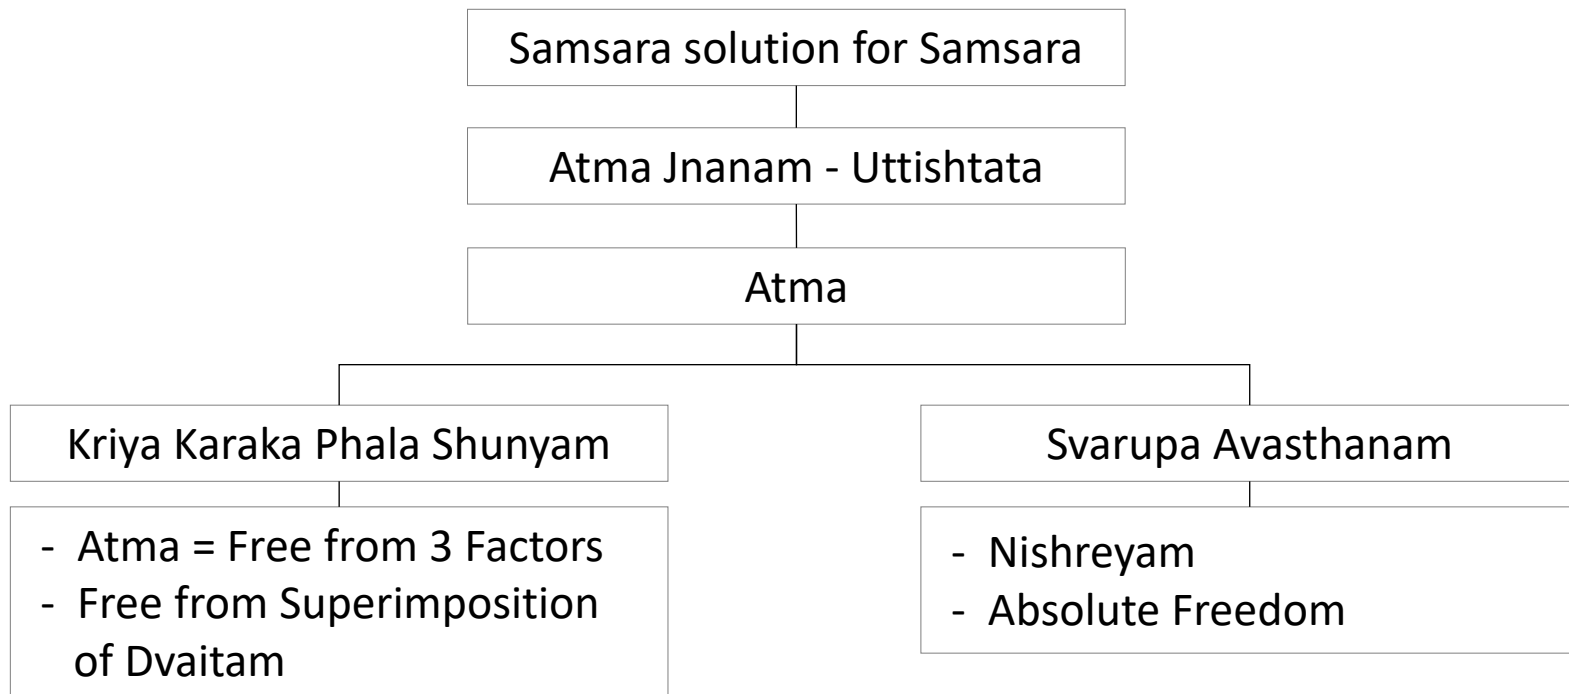 Samsara solution for Samsara
Atma Jnanam - Uttishtata
Atma
Kriya Karaka Phala Shunyam
- Atma = Free from 3 Factors
- Free from Superimposition
of Dvaitam
Svarupa Avasthanam
- Nishreyam
- Absolute Freedom